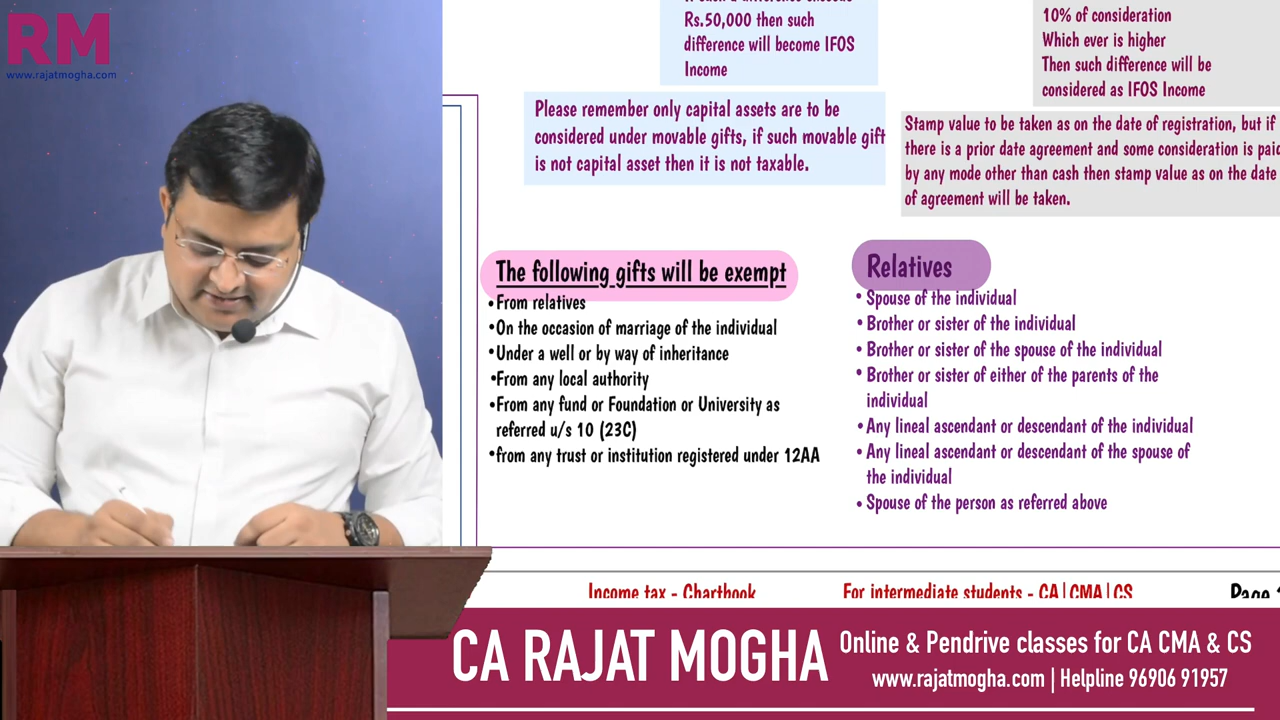 RM
www.rajatmogha.com
Rs.50,000 then such
difference will become IFOS
Income
10% of consideration
Which ever is higher
Then such difference will be
considered as IFOS Income
Please remember only capital assets are to be
considered under movable gifts, if such movable gift
is not capital asset then it is not taxable.
Stamp value to be taken as on the date of registration, but if
there is a prior date agreement and some consideration is paid
by any mode other than cash then stamp value as on the date
of agreement will be taken.
The following gifts will be exempt
•From relatives
•On the occasion of marriage of the individual
•Under a well or by way of inheritance
•From any local authority
•From any fund or Foundation or University as
referred u/s 10 (23C)
•from any trust or institution registered under 12AA
Relatives
• Spouse of the individual
• Brother or sister of the individual
• Brother or sister of the spouse of the individual
• Brother or sister of either of the parents of the
individual
• Any lineal ascendant or descendant of the individual
• Any lineal ascendant or descendant of the spouse of
the individual
• Spouse of the person as referred above
Income tax - Chartbook
For intermediate students - CA|CMA|CS
Page
CA RAJAT MOGHA
Online & Pendrive classes for CA CMA & CS
www.rajatmogha.com | Helpline 96906 91957